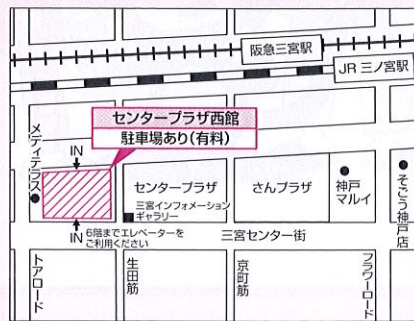 阪急三宮駅
JR 三ノ宮駅
センタープラザ西館
駐車場あり(有料)
メディテラス
IN
センタープラザ
さんプラザ
神戸
マルイ
そごう神戸店
三宮インフォメーション
ギャラリー
IN
6階までエレベーターを
ご利用ください
三宮センター街
トアロード
生田筋
京町筋
フラワーロード